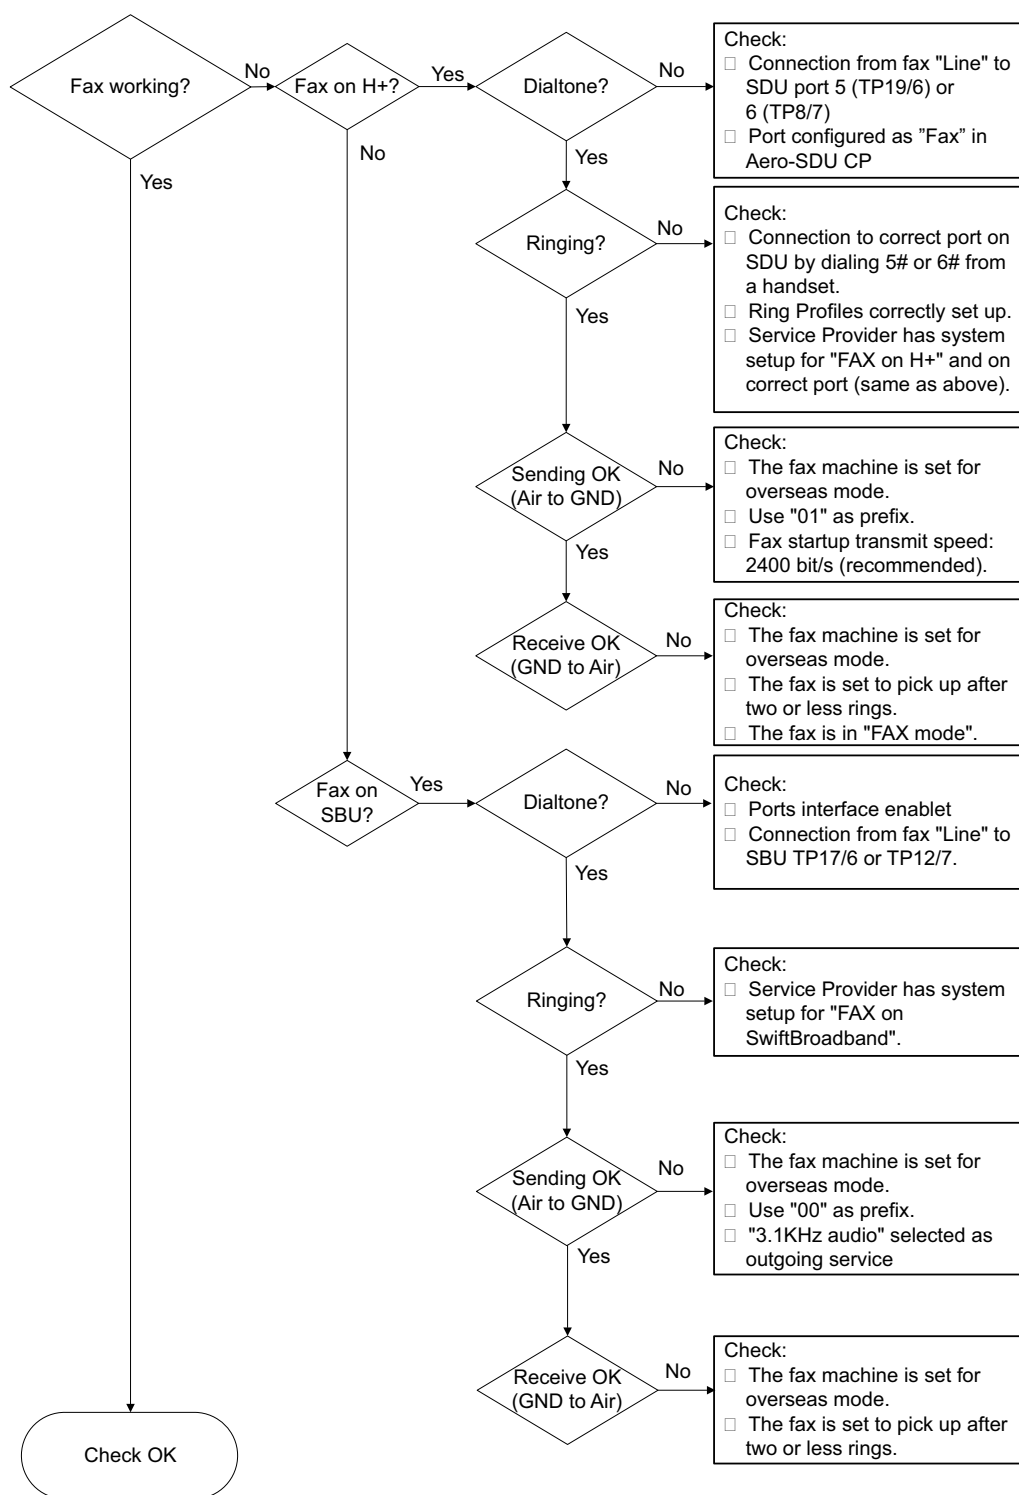 Fax working?
No
Fax on H+?
Yes
Dialtone?
No
Check:
□ Connection from fax "Line" to
SDU port 5 (TP19/6) or
6 (TP8/7)
□ Port configured as ”Fax” in
Aero-SDU CP
Yes
No
Yes
Ringing?
No
Check:
□ Connection to correct port on
SDU by dialing 5# or 6# from
a handset.
□ Ring Profiles correctly set up.
□ Service Provider has system
setup for "FAX on H+" and on
correct port (same as above).
Yes
Sending OK
(Air to GND)
No
Check:
□ The fax machine is set for
overseas mode.
□ Use "01" as prefix.
□ Fax startup transmit speed:
2400 bit/s (recommended).
Yes
Receive OK
(GND to Air)
No
Check:
□ The fax machine is set for
overseas mode.
□ The fax is set to pick up after
two or less rings.
□ The fax is in "FAX mode".
Fax on
SBU?
Yes
Dialtone?
No
Check:
□ Ports interface enablet
□ Connection from fax "Line" to
SBU TP17/6 or TP12/7.
Yes
Ringing?
No
Check:
□ Service Provider has system
setup for "FAX on
SwiftBroadband".
Yes
Sending OK
(Air to GND)
No
Check:
□ The fax machine is set for
overseas mode.
□ Use "00" as prefix.
□ "3.1KHz audio" selected as
outgoing service
Yes
Receive OK
(GND to Air)
No
Check:
□ The fax machine is set for
overseas mode.
□ The fax is set to pick up after
two or less rings.
Check OK